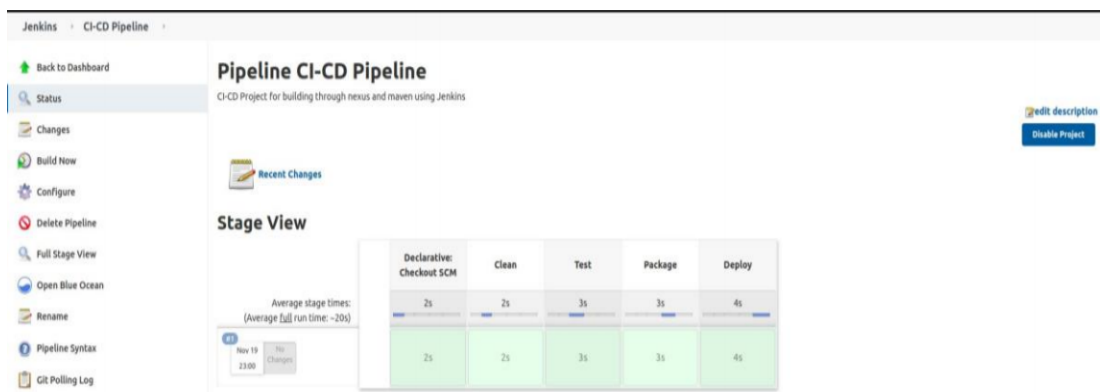 Jenkins
CI-CD Pipeline
Back to Dashboard
Status
Changes
Build Now
Configure
Delete Pipeline
Full Stage View
Open Blue Ocean
Rename
Pipeline Syntax
Git Polling Log
Pipeline CI-CD Pipeline
CI-CD Project for building through nexus and maven using Jenkins
edit description
Disable Project
Recent Changes
Stage View
Declarative: Checkout SCM
Clean
Test
Package
Deploy
Average stage times:
2s
2s
3s
3s
4s
(Average full run time: ~20s)
#1
Nov 19
23:00
No
Changes
2s
2s
3s
3s
4s